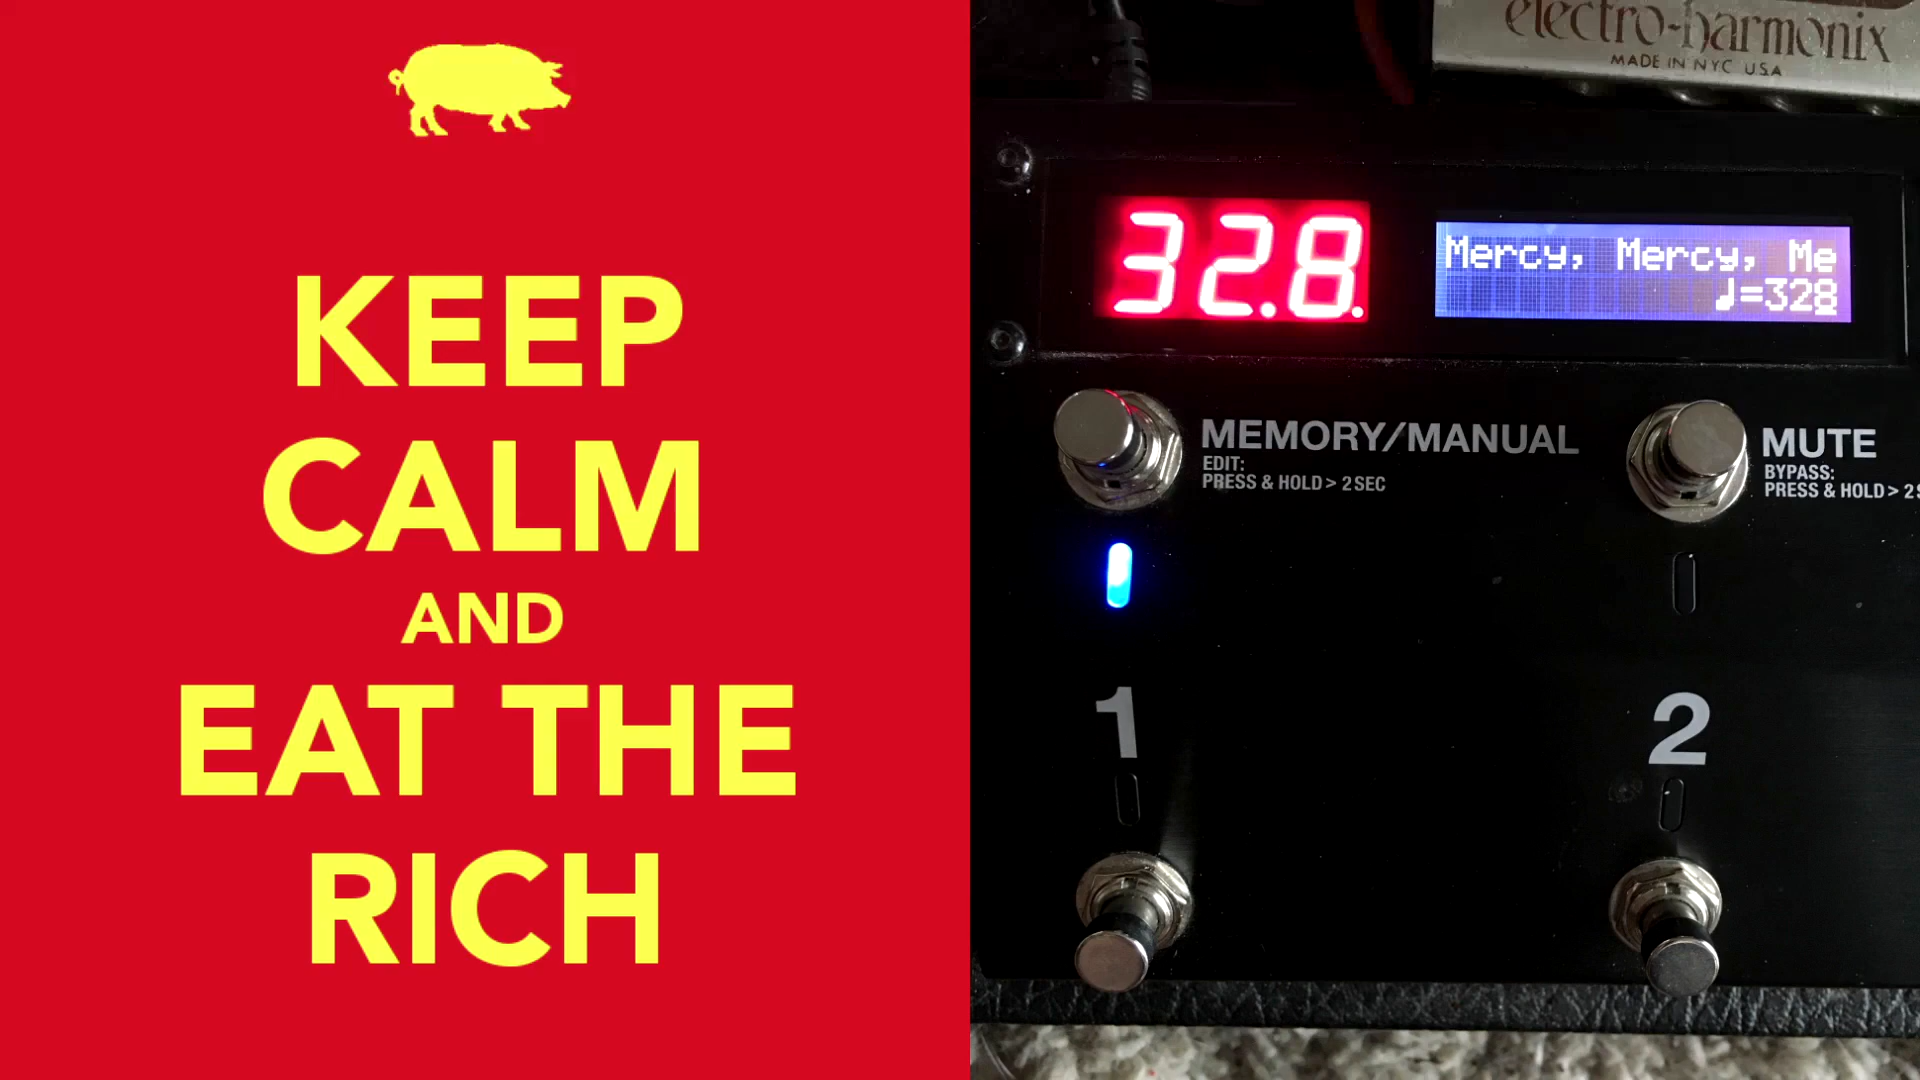 KEEP
CALM
AND
EAT THE
RICH
electro-harmonix
MADE IN NYC USA
32.8.
Mercy, Mercy, Me
♩=328
MEMORY/MANUAL
EDIT:
PRESS & HOLD > 2 SEC
MUTE
BYPASS:
PRESS & HOLD > 2S
1
2